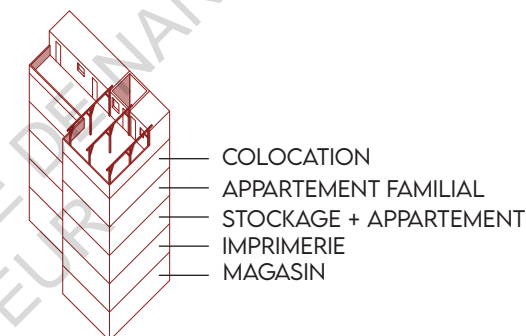 COLOCATION
APPARTEMENT FAMILIAL
STOCKAGE + APPARTEMENT
IMPRIMERIE
MAGASIN